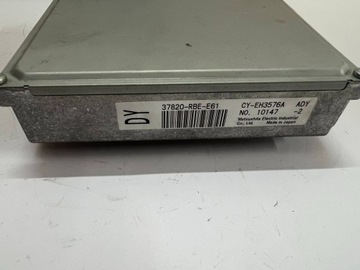 DY
37820-RBE-E61
CY-EH3576A ADY
NO. 10147 -2
Matsushita Electric Industrial
Co., Ltd. Made in Japan